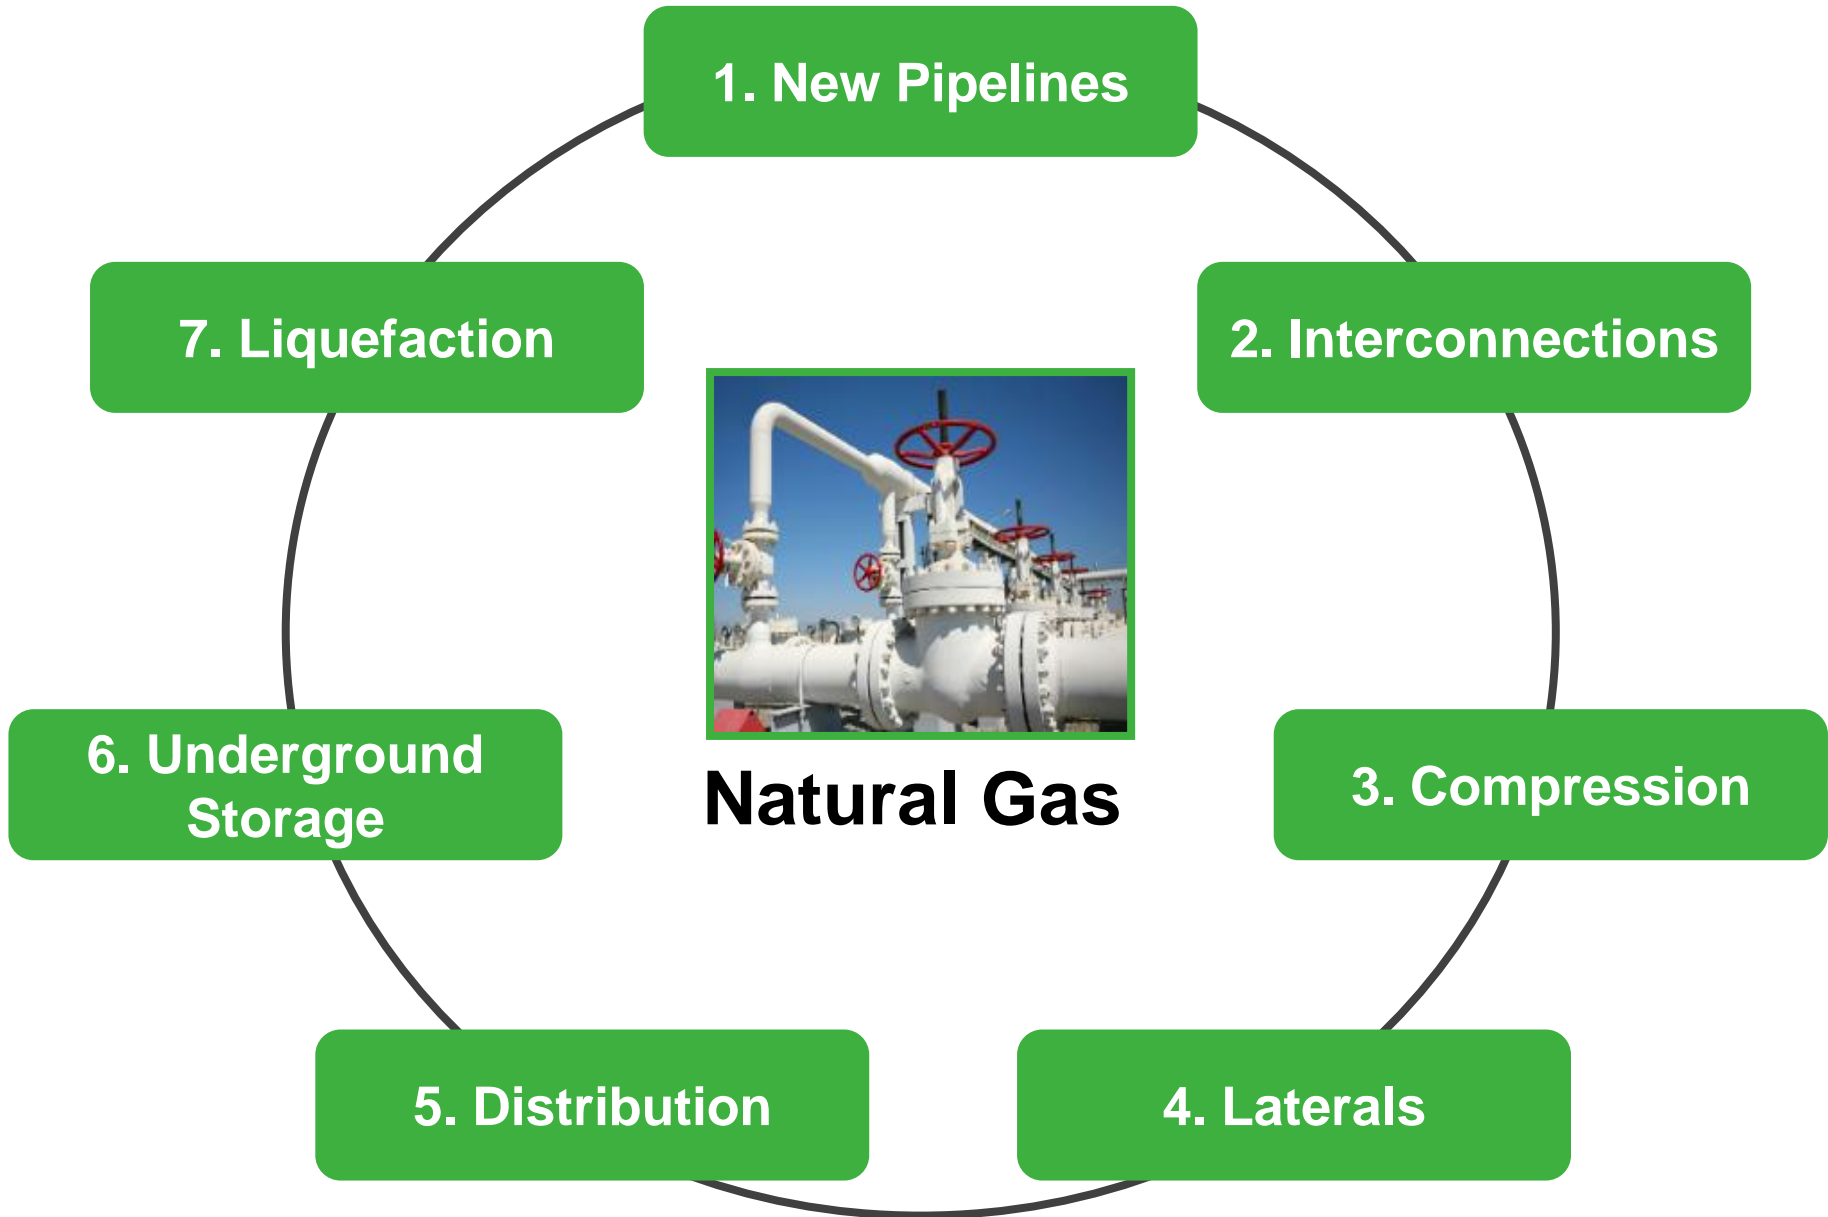 1. New Pipelines
2. Interconnections
3. Compression
4. Laterals
5. Distribution
6. Underground
Storage
7. Liquefaction
Natural Gas